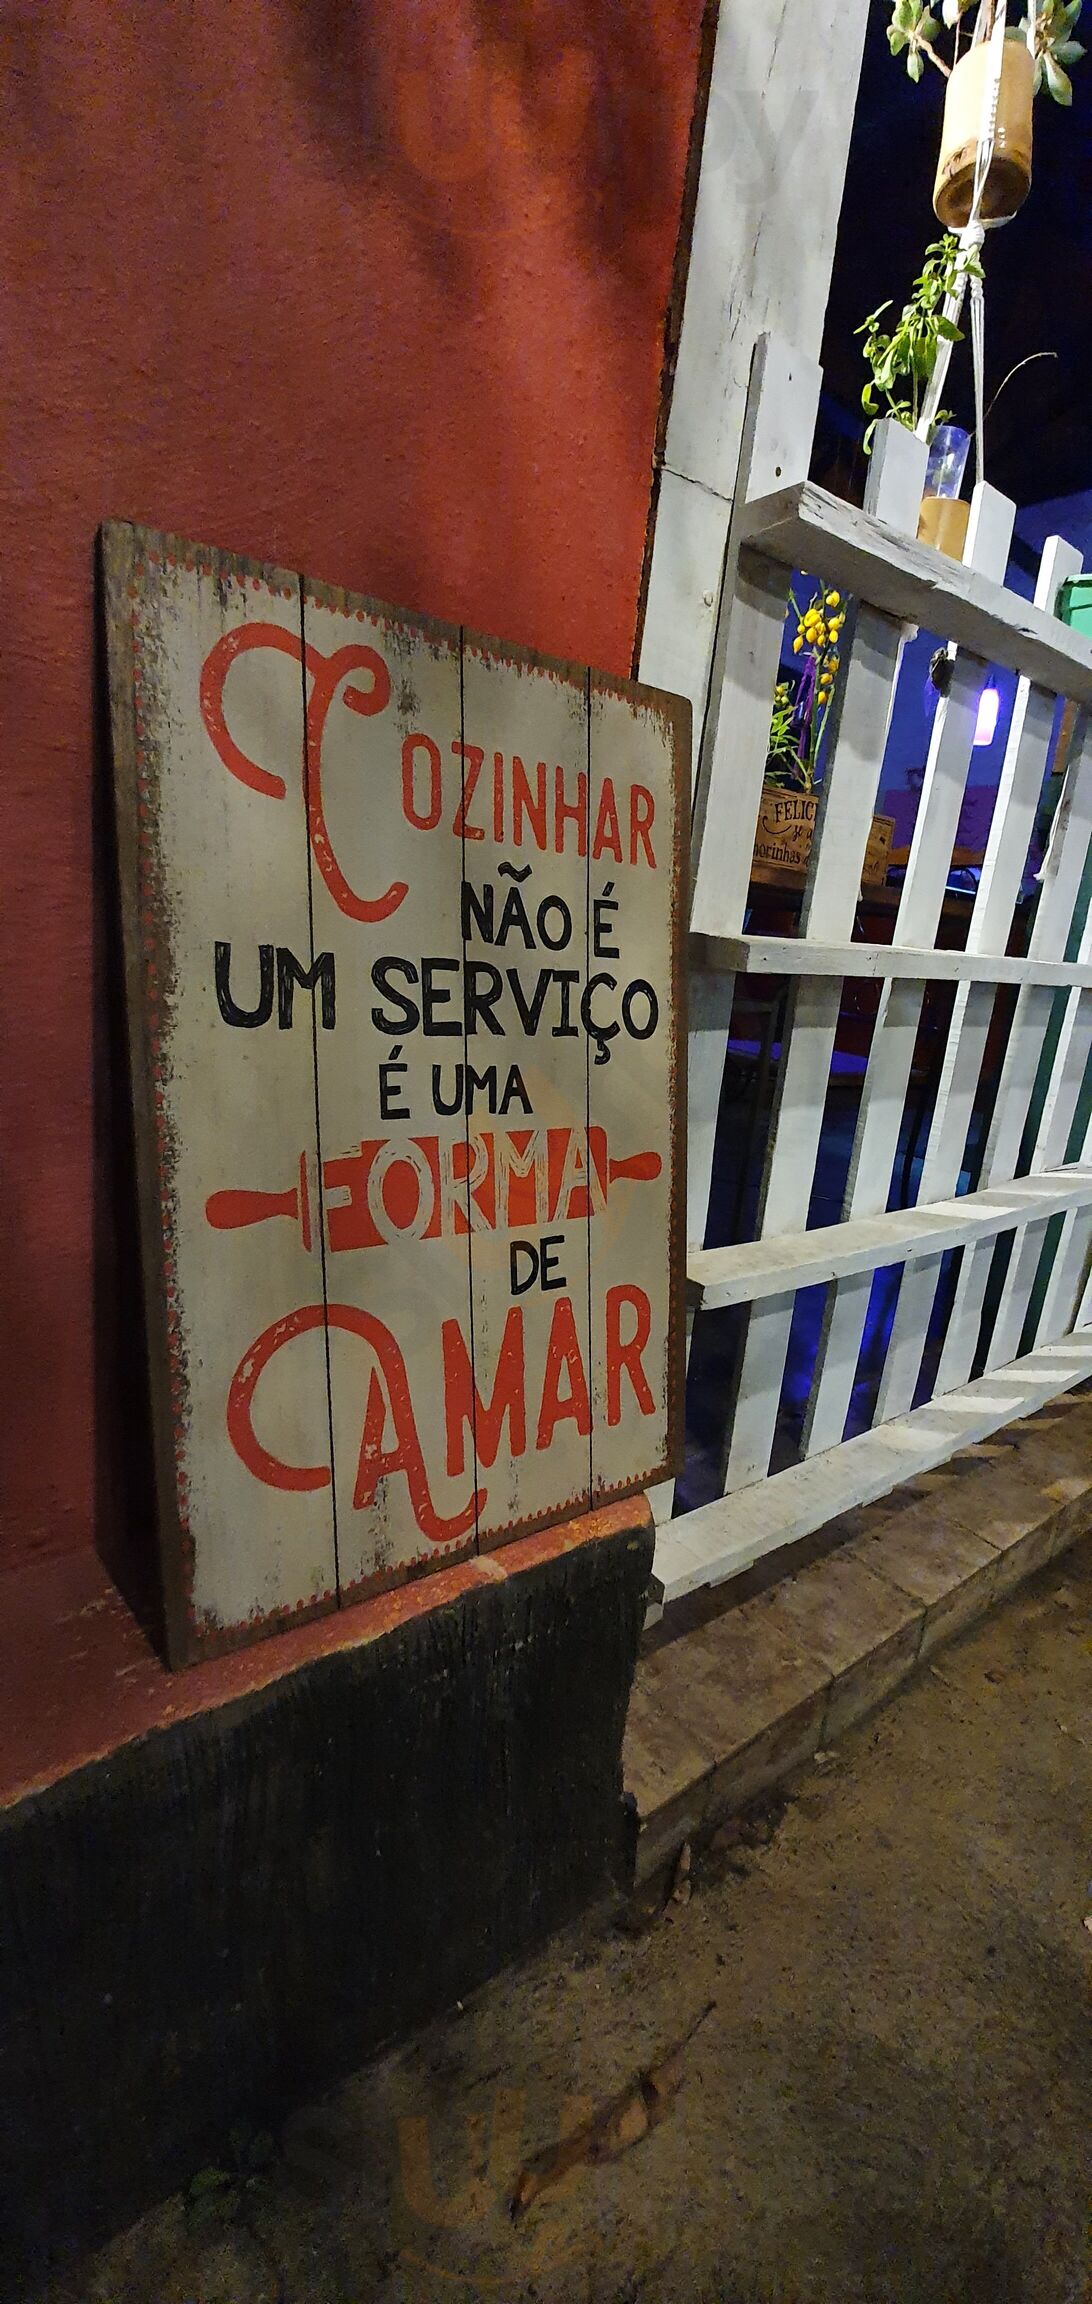 COZINHAR
NÃO É
UM SERVIÇO
É UMA
FORMA
DE
AMAR